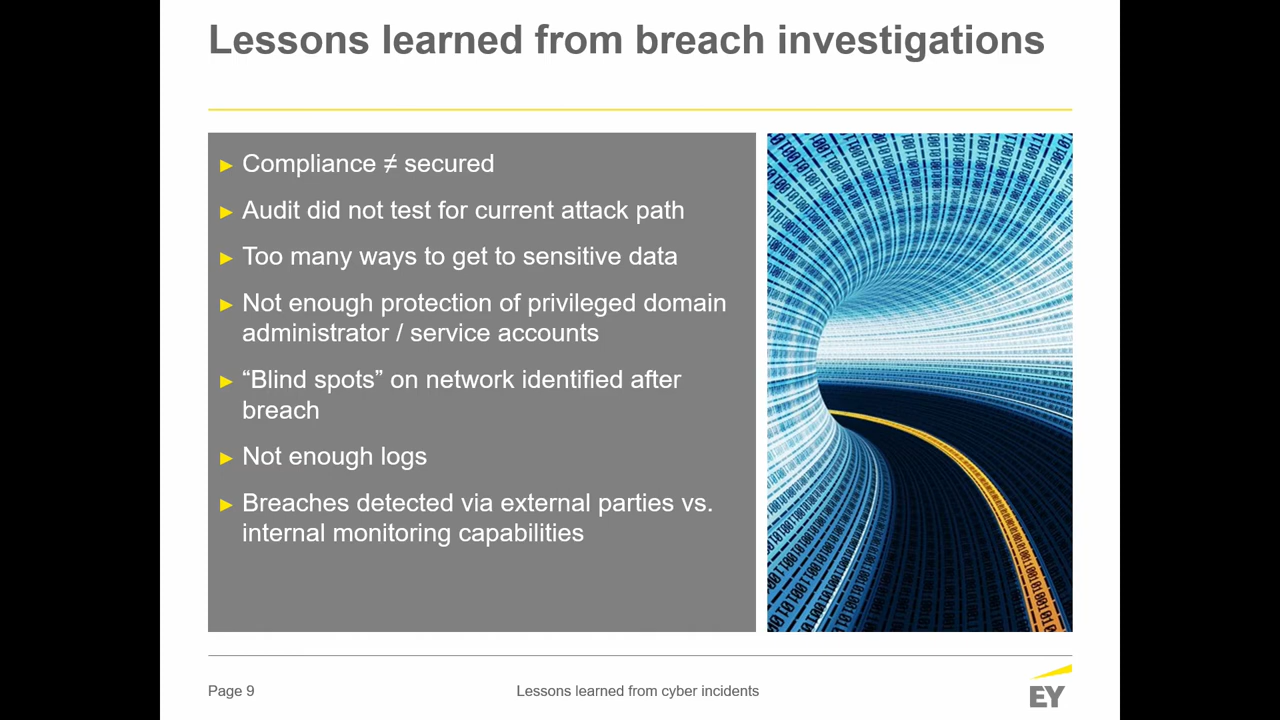 Lessons learned from breach investigations
► Compliance ≠ secured
► Audit did not test for current attack path
► Too many ways to get to sensitive data
► Not enough protection of privileged domain
administrator / service accounts
► “Blind spots” on network identified after
breach
► Not enough logs
► Breaches detected via external parties vs.
internal monitoring capabilities
Page 9
Lessons learned from cyber incidents
EY